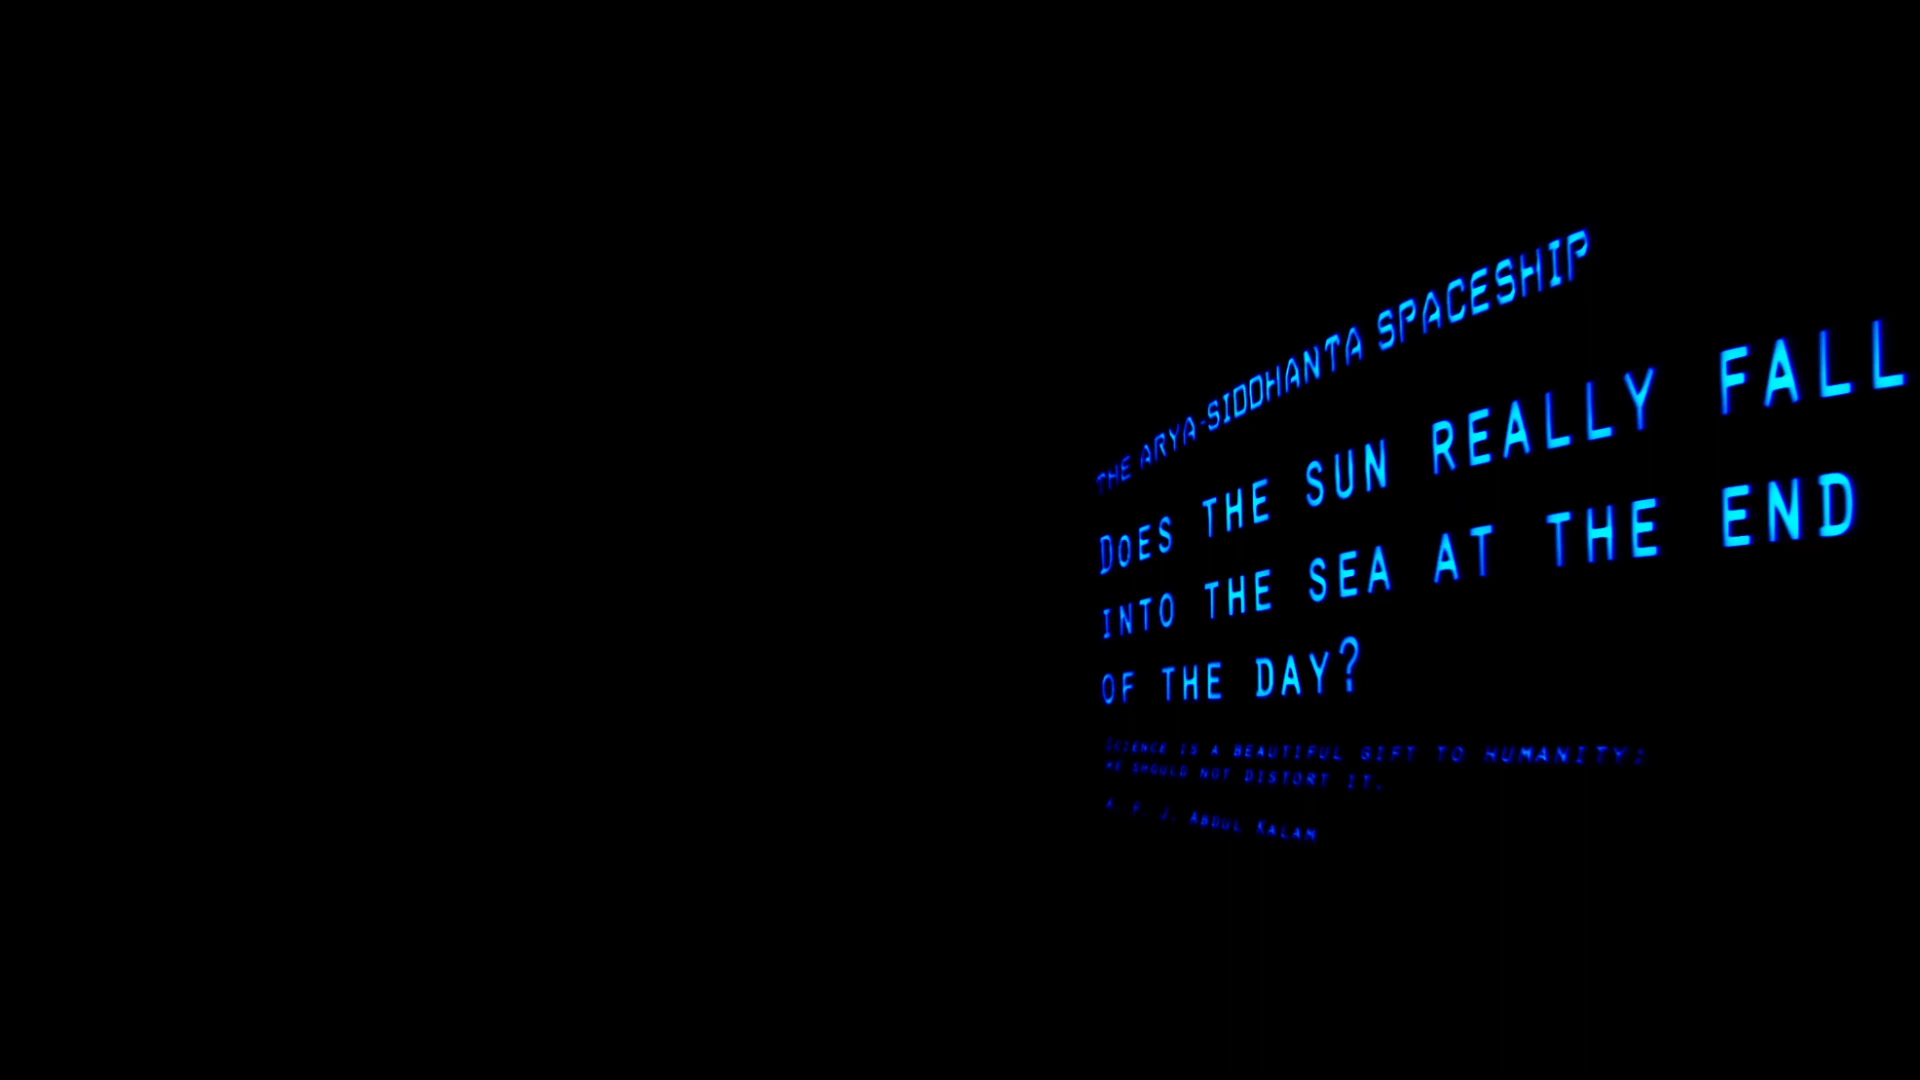 THE ARYA-SIDDHANTA SPACESHIP
DOES THE SUN REALLY FALL
INTO THE SEA AT THE END
OF THE DAY?
SCIENCE IS A BEAUTIFUL GIFT TO HUMANITY;
WE SHOULD NOT DISTORT IT.
A. P. J. ABDUL KALAM